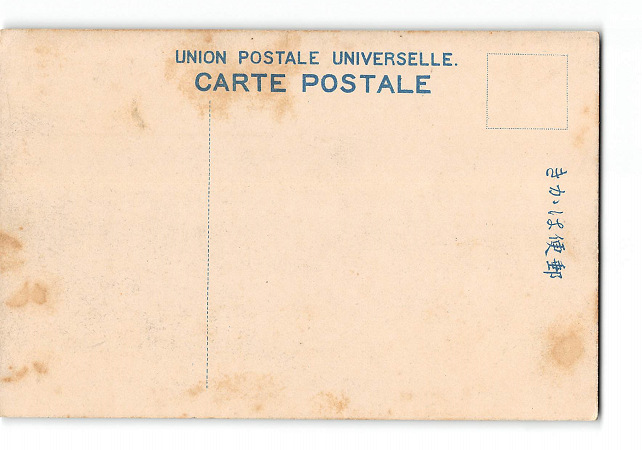 UNION POSTALE UNIVERSELLE.
CARTE POSTALE
きかは便郵